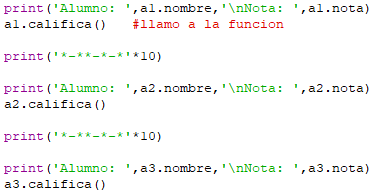 print('Alumno: ',a1.nombre,'\nNota: ',a1.nota)
a1.califica()    #llamo a la funcion
print('*-**-*-*'*10)
print('Alumno: ',a2.nombre,'\nNota: ',a2.nota)
a2.califica()
print('*-**-*-*'*10)
print('Alumno: ',a3.nombre,'\nNota: ',a3.nota)
a3.califica()